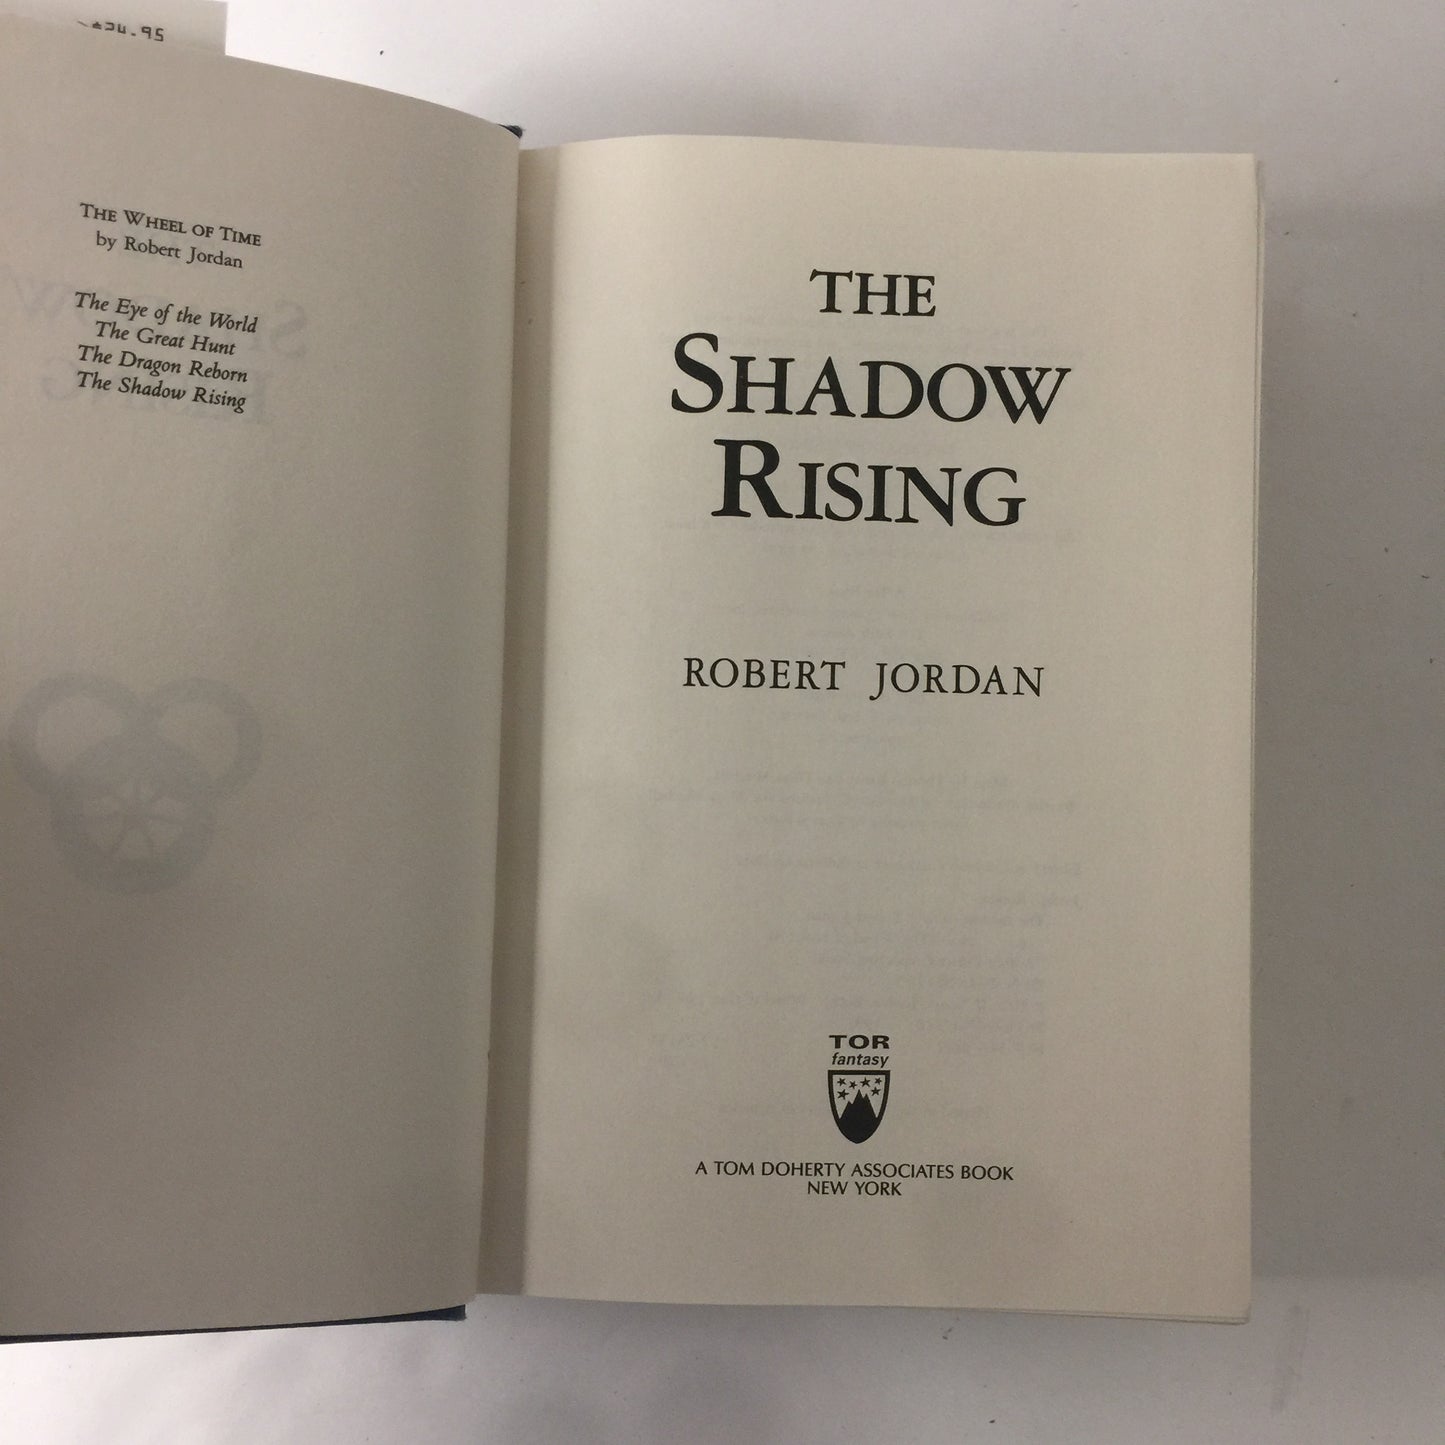 THE WHEEL OF TIME
by Robert Jordan
The Eye of the World
The Great Hunt
The Dragon Reborn
The Shadow Rising
THE
SHADOW
RISING
ROBERT JORDAN
TOR
fantasy
A TOM DOHERTY ASSOCIATES BOOK
NEW YORK